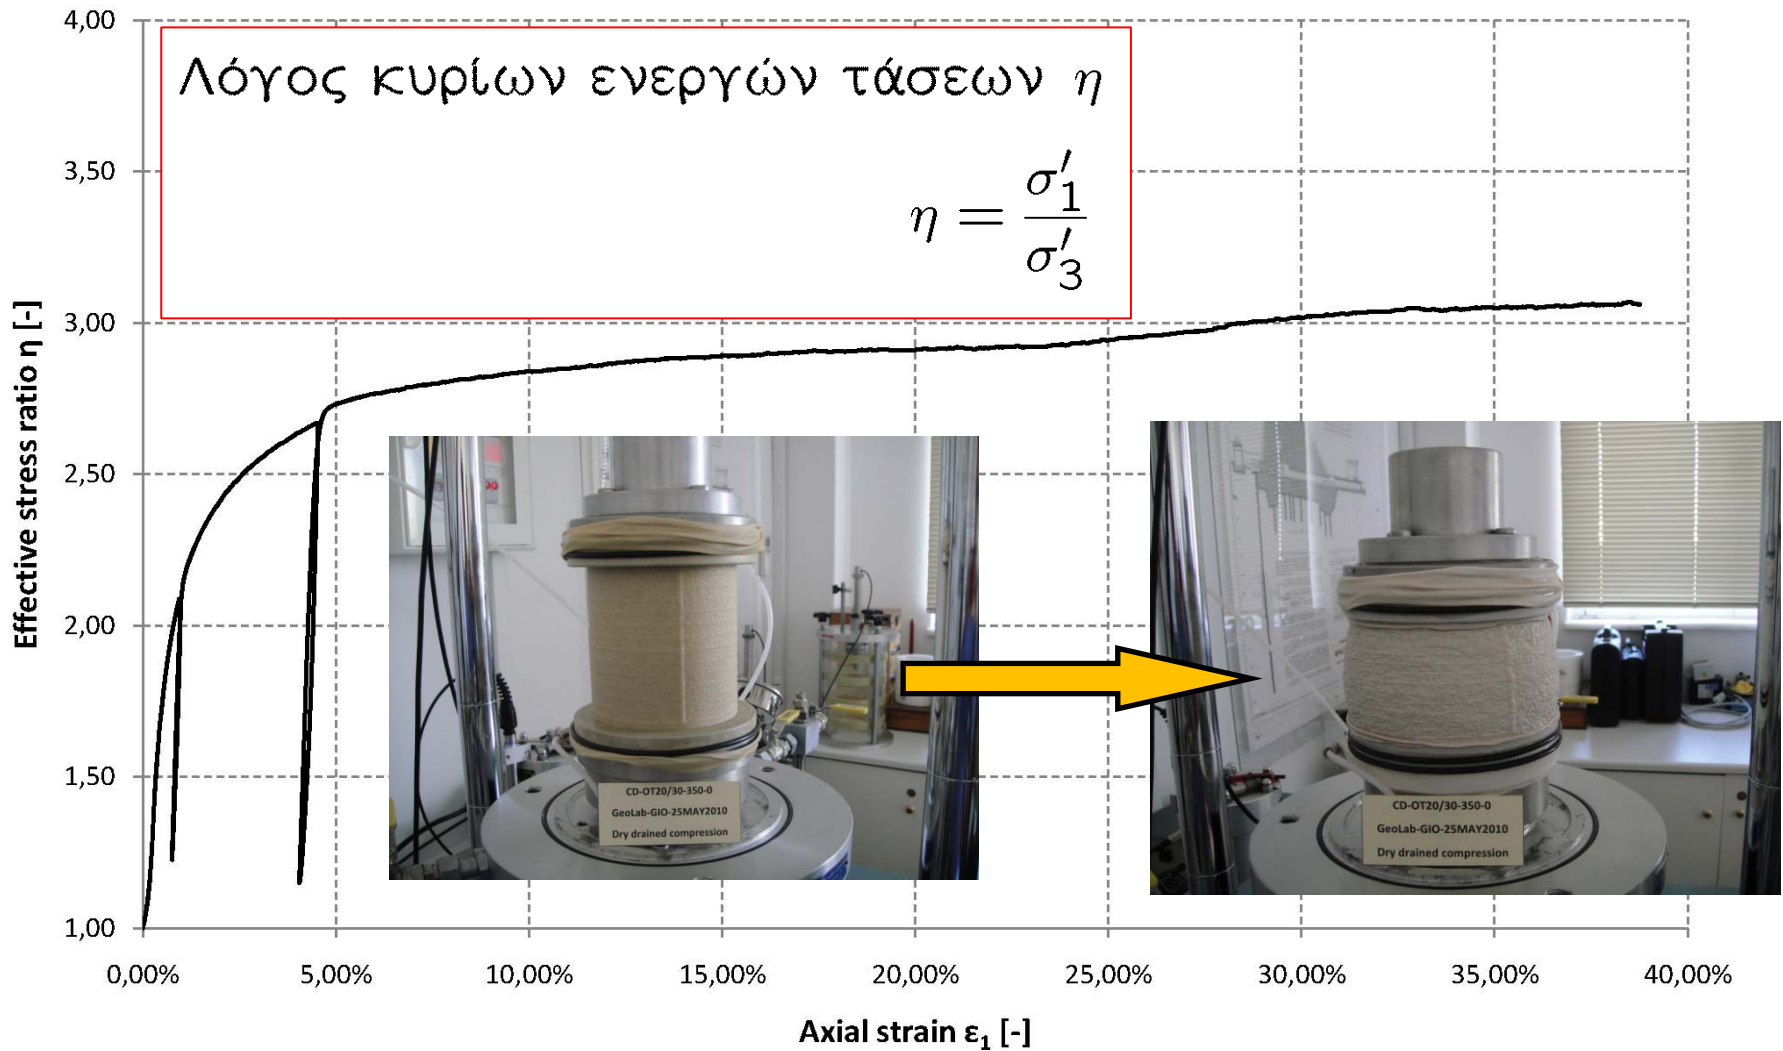 4,00
3,50
3,00
2,50
2,00
1,50
1,00
Effective stress ratio η [-]
Λόγος κυρίων ενεργών τάσεων η
η = σ′₁ / σ′₃
CD-OT20/30-350-0
GeoLab-GIO-25MAY2010
Dry drained compression
CD-OT20/30-350-0
GeoLab-GIO-25MAY2010
Dry drained compression
0,00% 5,00% 10,00% 15,00% 20,00% 25,00% 30,00% 35,00% 40,00%
Axial strain ε₁ [-]